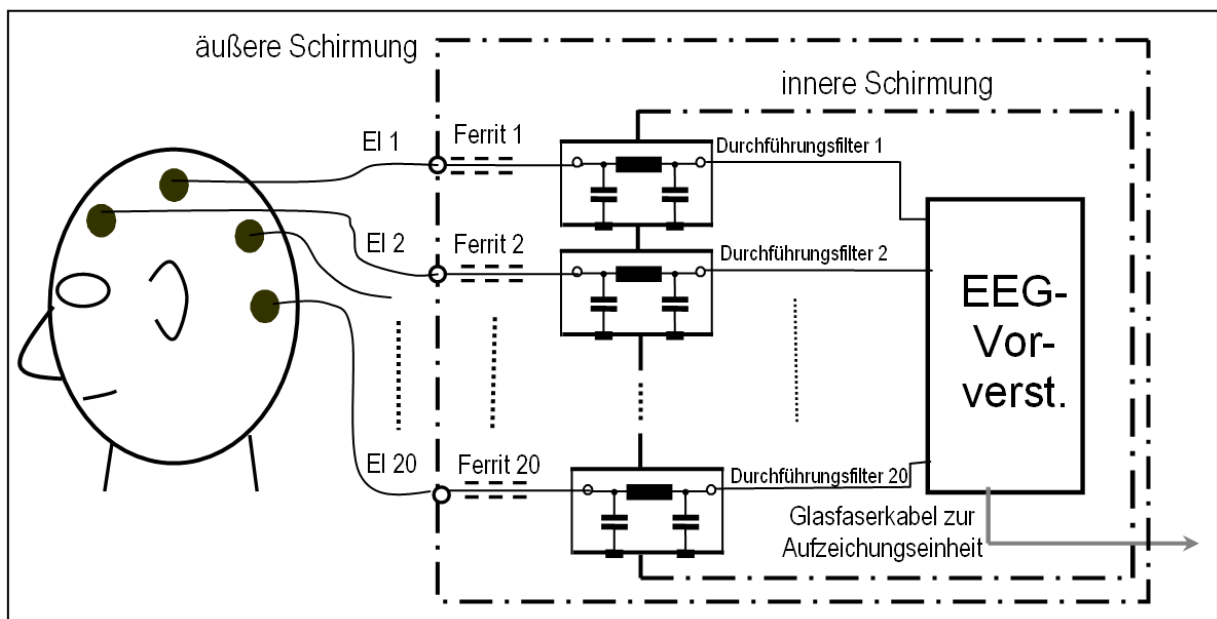 äußere Schirmung
innere Schirmung
El 1
Ferrit 1
Durchführungsfilter 1
El 2
Ferrit 2
Durchführungsfilter 2
EEG-
Vor-
verst.
El 20
Ferrit 20
Durchführungsfilter 20
Glasfaserkabel zur
Aufzeichungseinheit